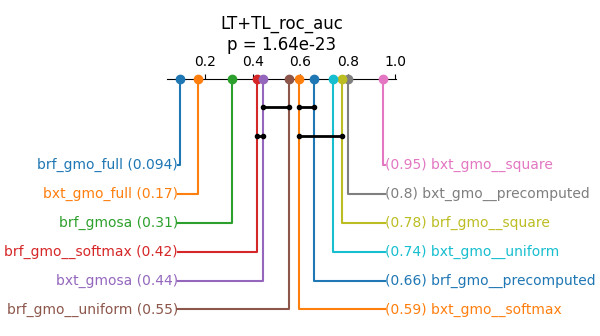 LT+TL_roc_auc
p = 1.64e-23
0.2 0.4 0.6 0.8 1.0
brf_gmo_full (0.094) (0.95) bxt_gmo__square
bxt_gmo_full (0.17) (0.8) bxt_gmo__precomputed
brf_gmosa (0.31) (0.78) brf_gmo__square
brf_gmo__softmax (0.42) (0.74) bxt_gmo__uniform
bxt_gmosa (0.44) (0.66) brf_gmo__precomputed
brf_gmo__uniform (0.55) (0.59) bxt_gmo__softmax